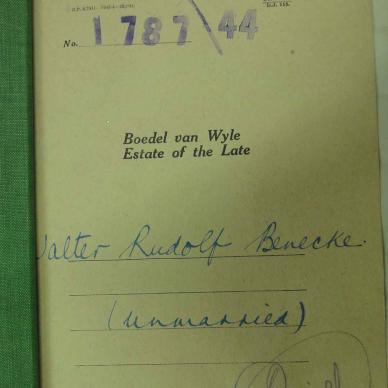 No. 1787/44
Boedel van Wyle
Estate of the Late
Walter Rudolf Benecke.
(unmarried)